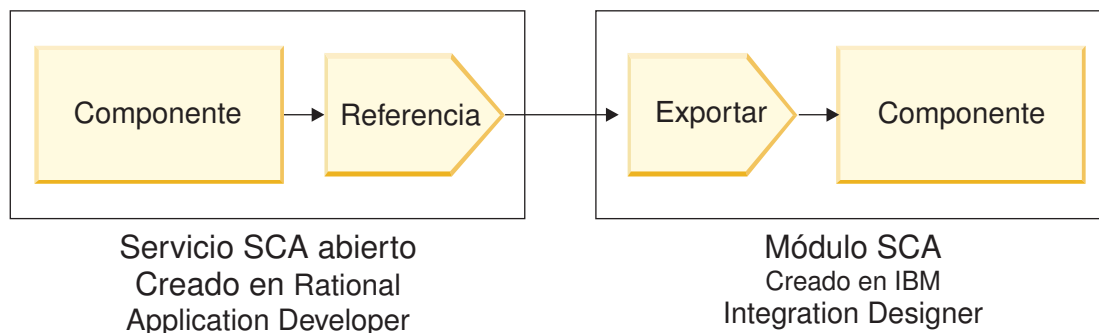 Componente
Referencia
Exportar
Componente
Servicio SCA abierto
Creado en Rational
Application Developer
Módulo SCA
Creado en IBM
Integration Designer